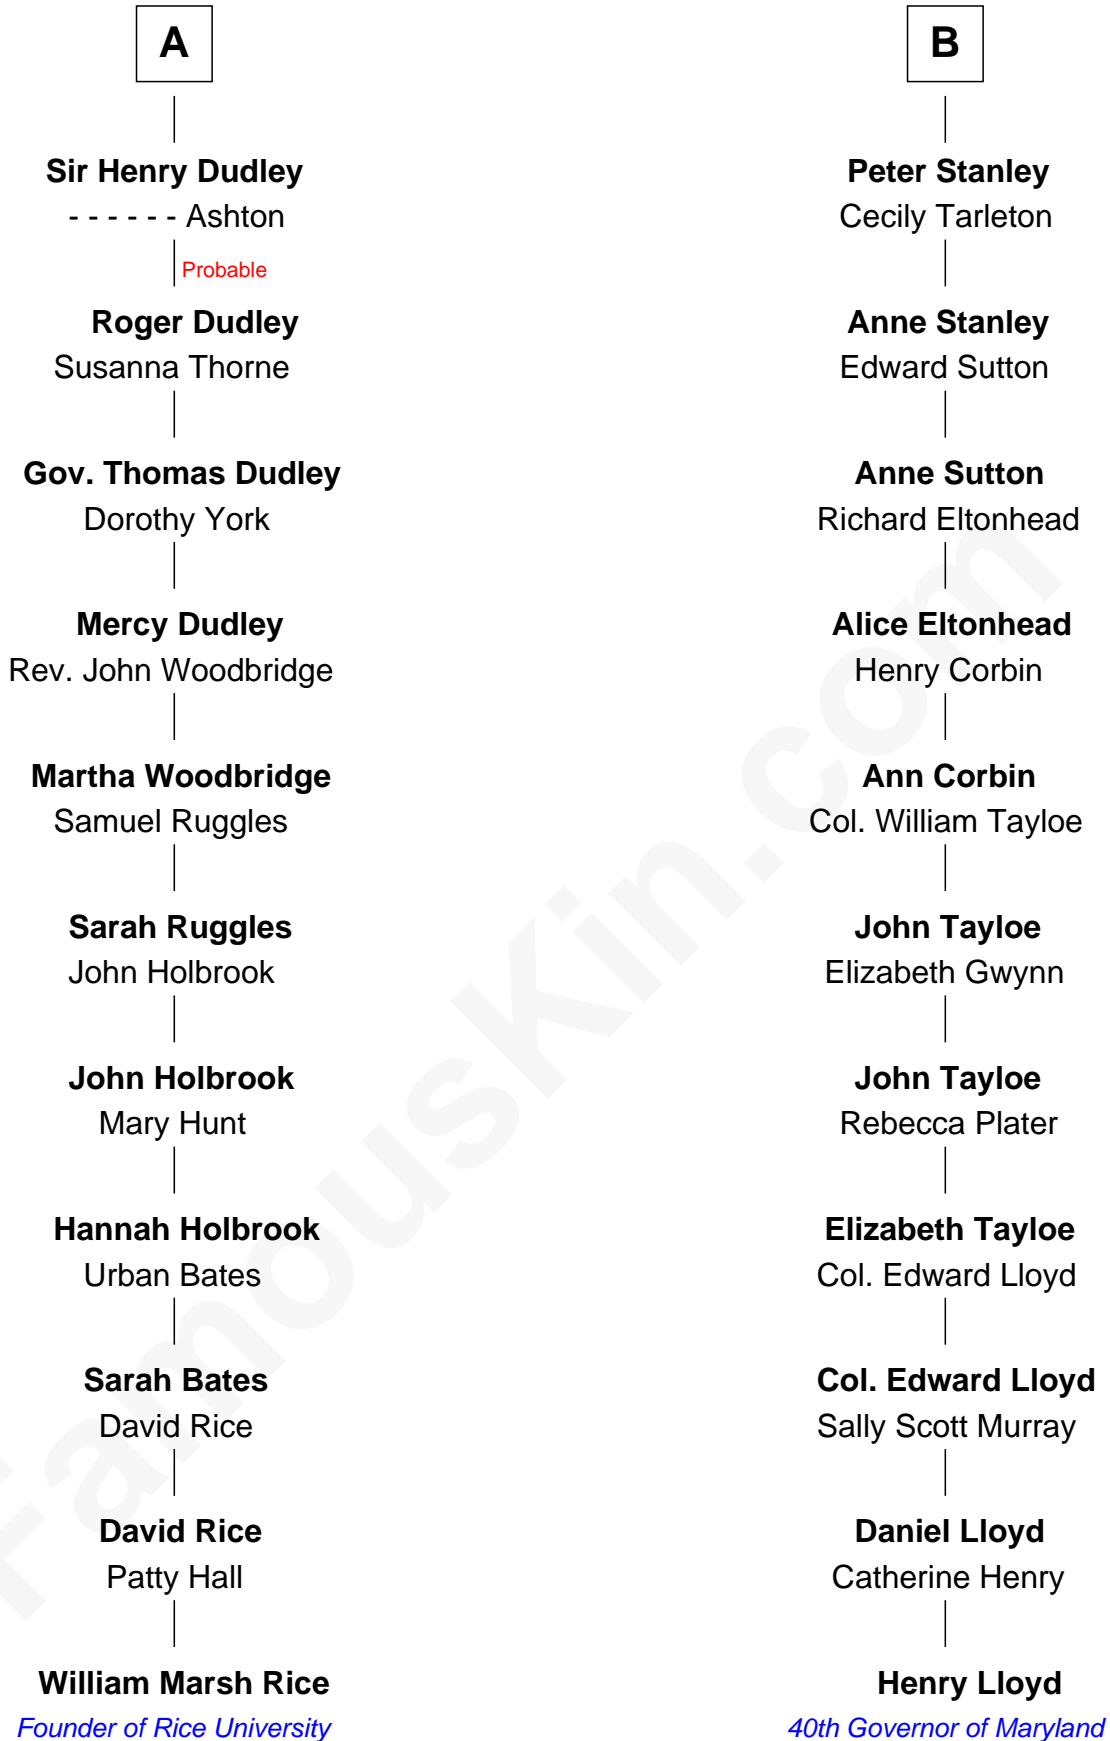 A
Sir Henry Dudley
- - - - - - Ashton
Probable
Roger Dudley
Susanna Thorne
Gov. Thomas Dudley
Dorothy York
Mercy Dudley
Rev. John Woodbridge
Martha Woodbridge
Samuel Ruggles
Sarah Ruggles
John Holbrook
John Holbrook
Mary Hunt
Hannah Holbrook
Urban Bates
Sarah Bates
David Rice
David Rice
Patty Hall
William Marsh Rice
Founder of Rice University
B
Peter Stanley
Cecily Tarleton
Anne Stanley
Edward Sutton
Anne Sutton
Richard Eltonhead
Alice Eltonhead
Henry Corbin
Ann Corbin
Col. William Tayloe
John Tayloe
Elizabeth Gwynn
John Tayloe
Rebecca Plater
Elizabeth Tayloe
Col. Edward Lloyd
Col. Edward Lloyd
Sally Scott Murray
Daniel Lloyd
Catherine Henry
Henry Lloyd
40th Governor of Maryland
FamousKin.com